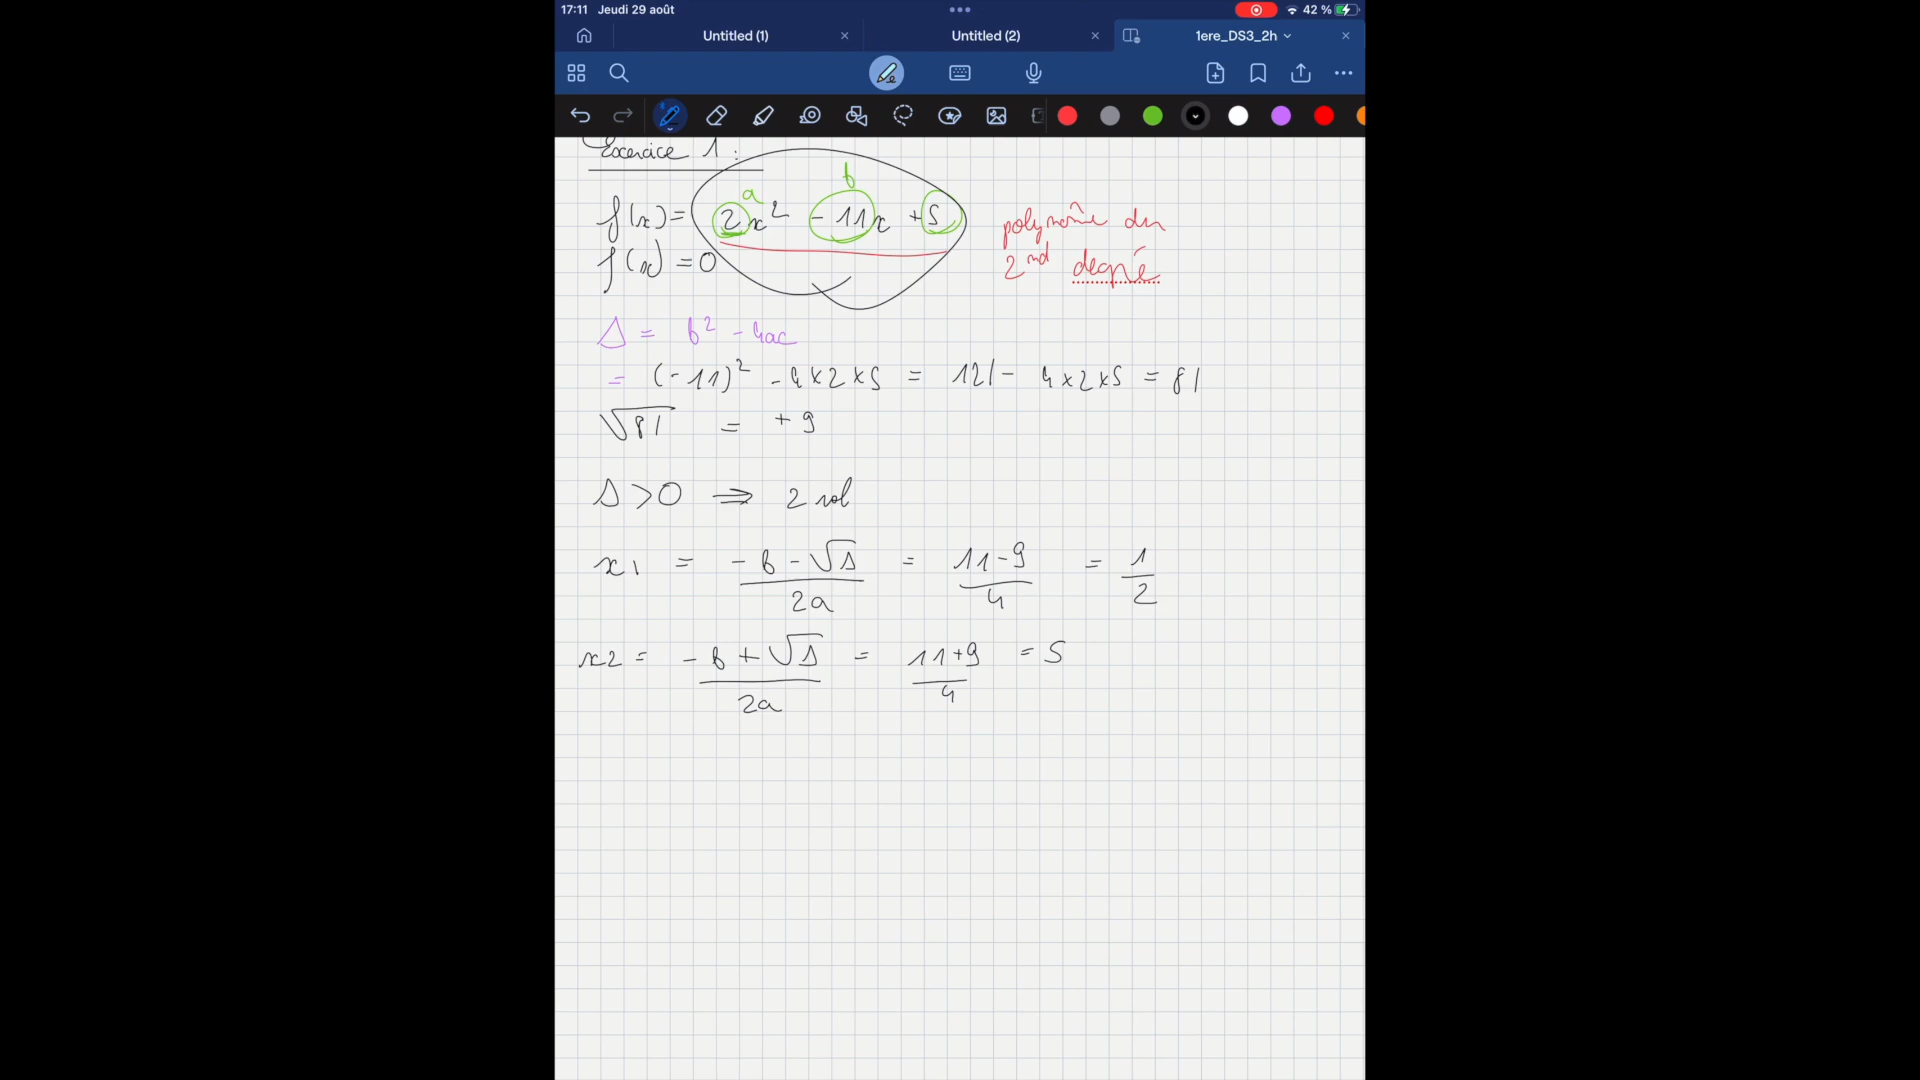 17:11 Jeudi 29 août 42 %
Untitled (1) Untitled (2) 1ere_DS3_2h
Exercice 1 :
a b
f(x) = 2x² - 11x + 5
f(x) = 0
polynôme du
2nd degré
Δ = b² - 4ac
= (-11)² - 4×2×5 = 121 - 4×2×5 = 81
√81 = +9
Δ > 0 ⇒ 2 sol
x1 = (-b - √Δ)/2a = (11-9)/4 = 1/2
x2 = (-b + √Δ)/2a = (11+9)/4 = 5